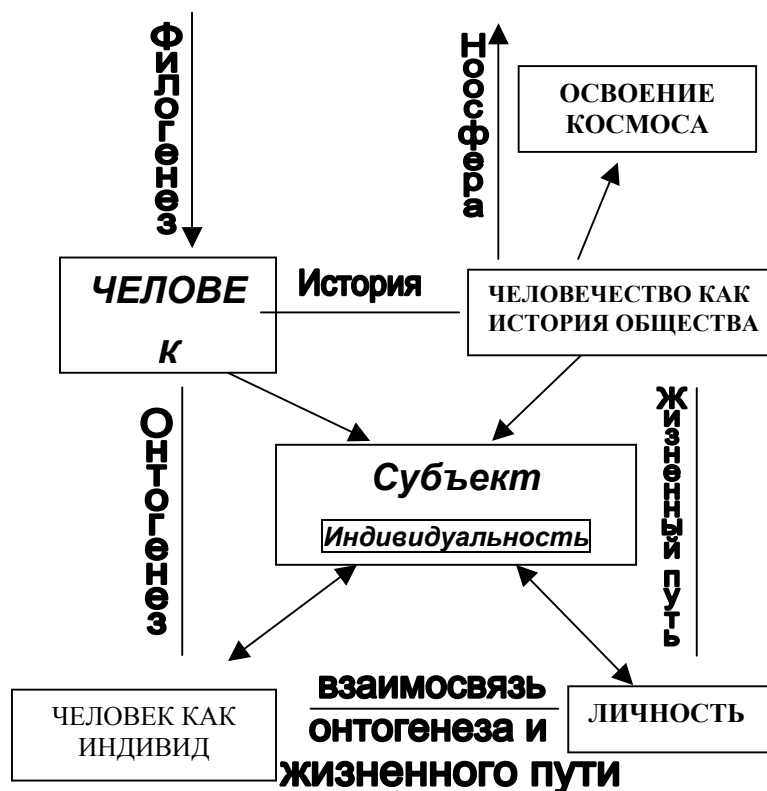 Филогенез
Ноосфера
ОСВОЕНИЕ
КОСМОСА
ЧЕЛОВЕ
К
История
ЧЕЛОВЕЧЕСТВО КАК
ИСТОРИЯ ОБЩЕСТВА
Онтогенез
Жизненный путь
Субъект
Индивидуальность
ЧЕЛОВЕК КАК
ИНДИВИД
взаимосвязь
онтогенеза и
жизненного пути
ЛИЧНОСТЬ